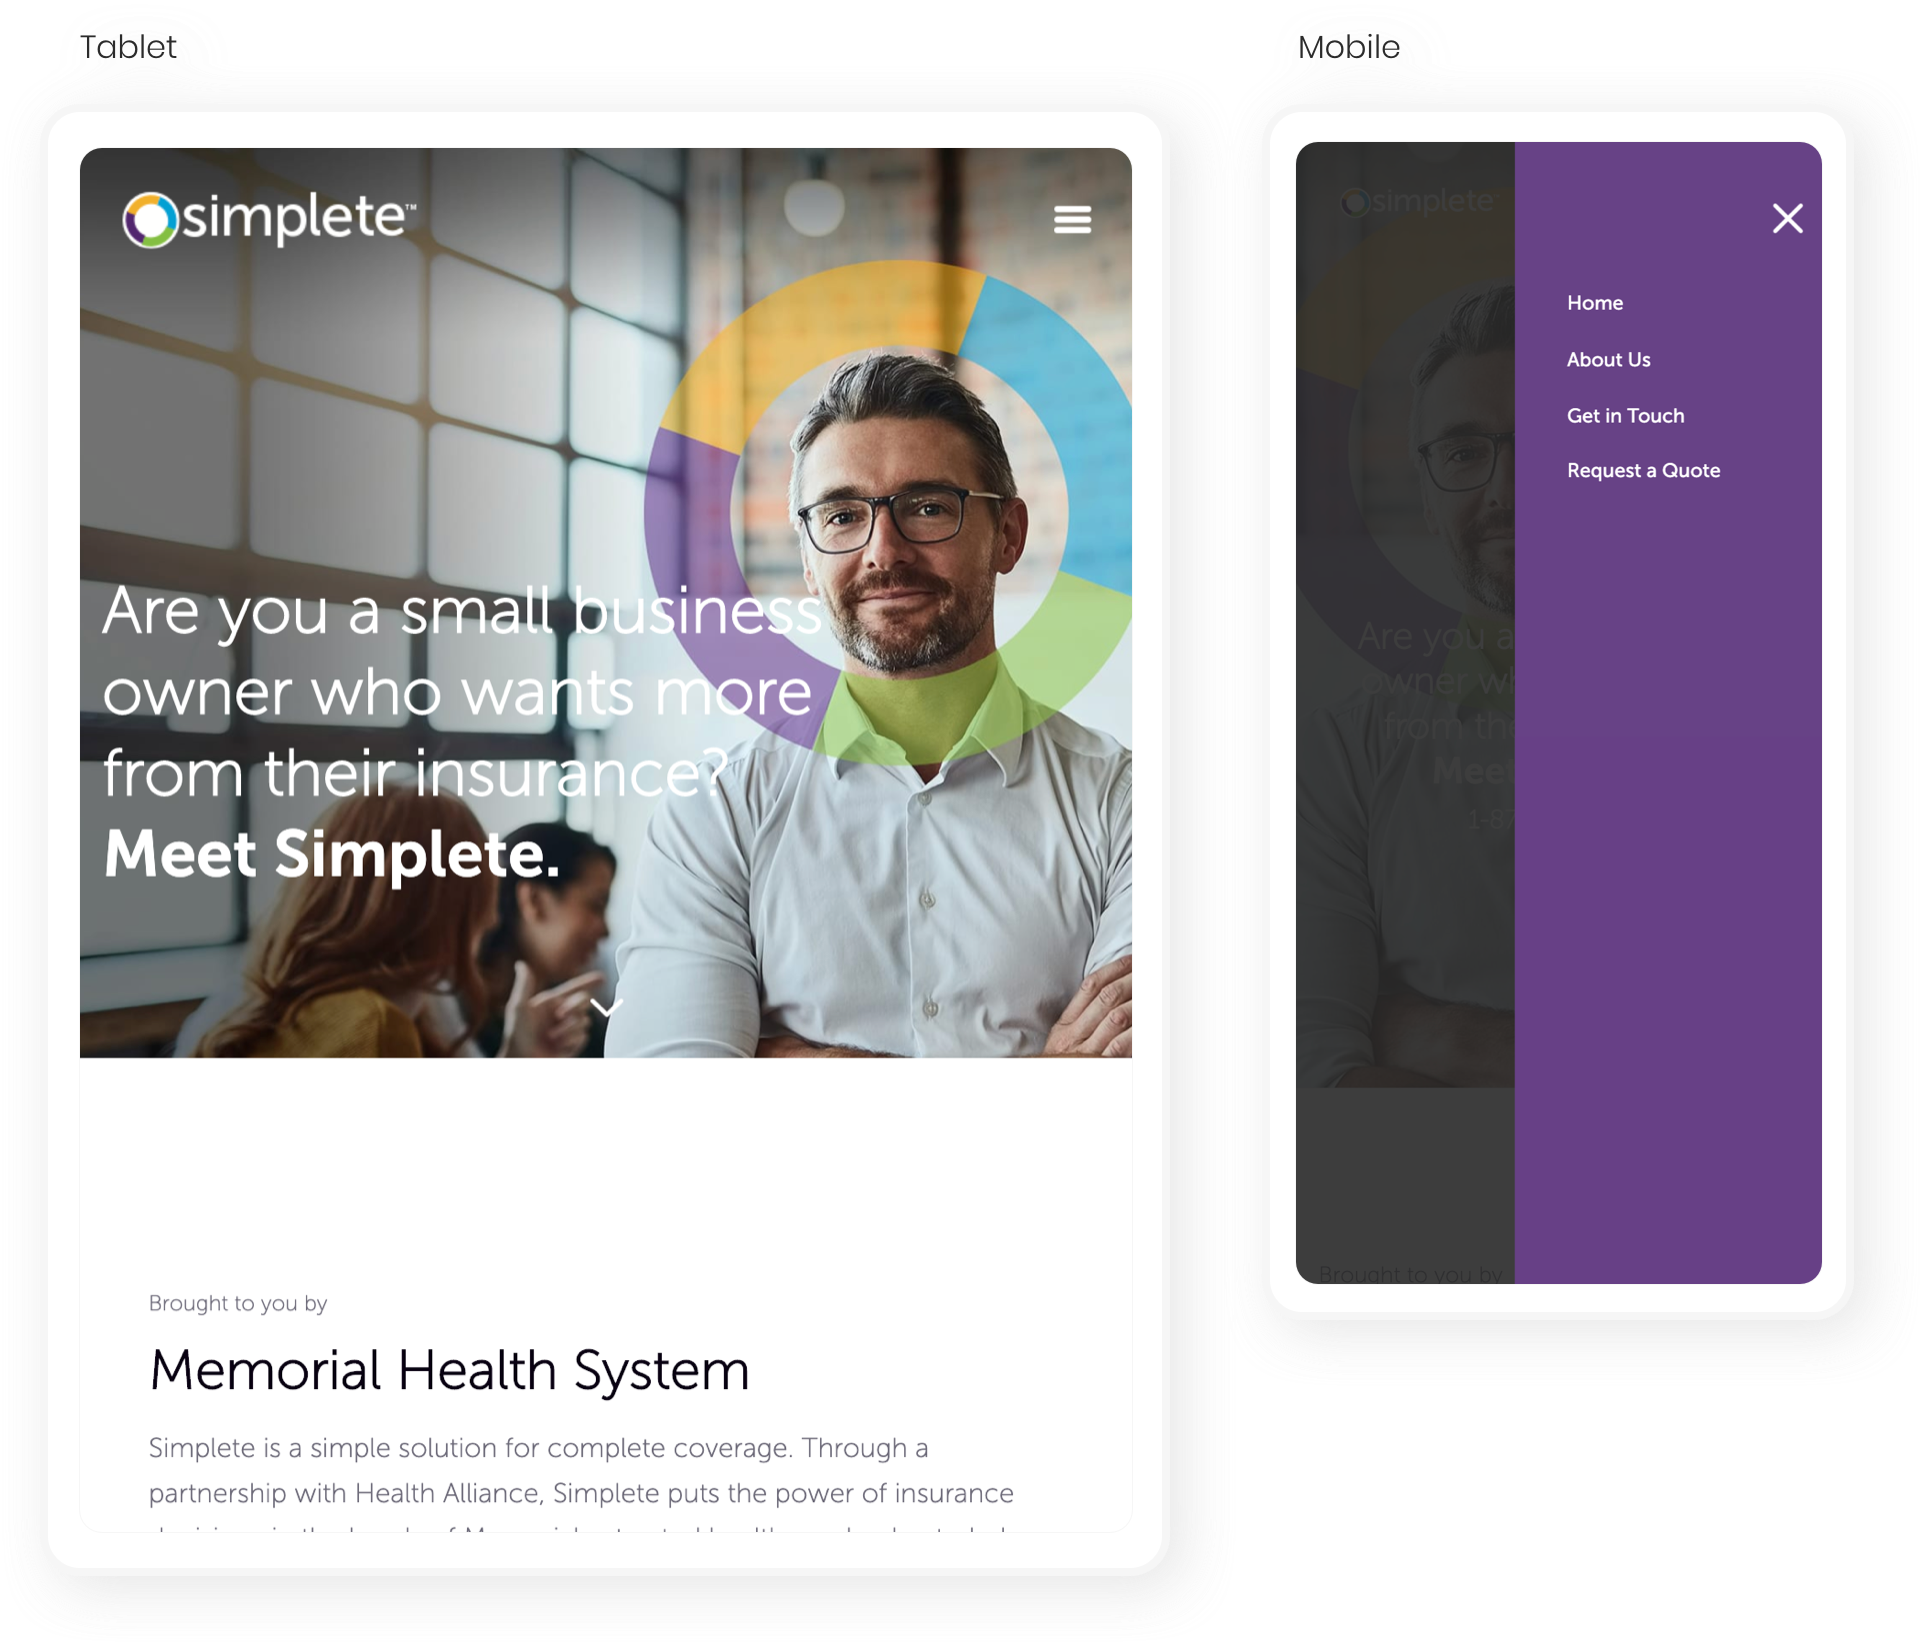 Tablet
simplete™
Are you a small business
owner who wants more
from their insurance?
Meet Simplete.
Brought to you by
Memorial Health System
Simplete is a simple solution for complete coverage. Through a
partnership with Health Alliance, Simplete puts the power of insurance
Mobile
simplete
Home
About Us
Get in Touch
Request a Quote
Are you a
owner
from
Meet
1-87
Brought to you by